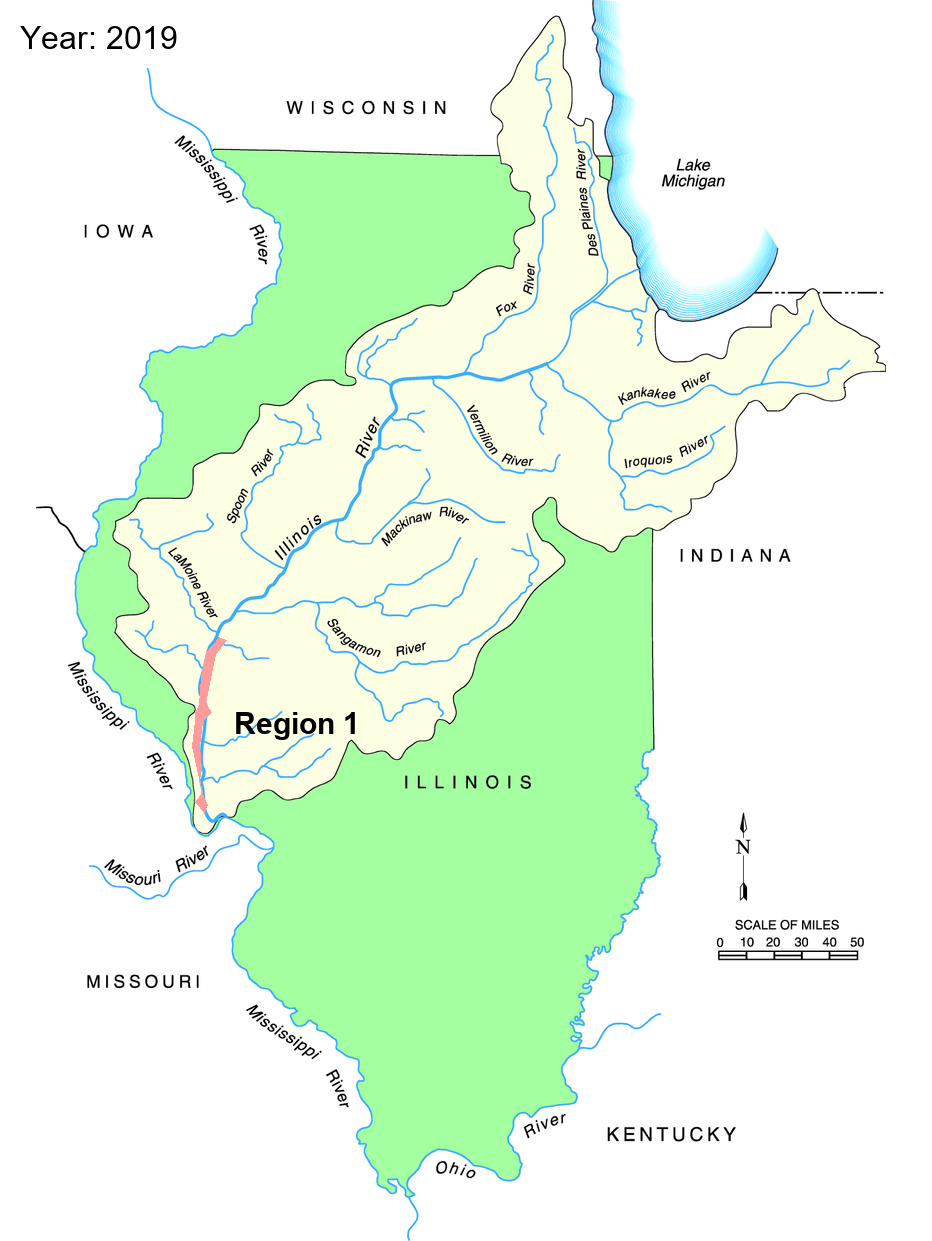 Year: 2019
WISCONSIN
Mississippi
River
IOWA
Lake
Michigan
Des Plaines River
Fox
River
Kankakee River
Iroquois River
Vermilion River
Illinois
River
Spoon River
Mackinaw River
LaMoine River
Sangamon River
INDIANA
Region 1
Mississippi
River
ILLINOIS
Missouri River
N
SCALE OF MILES
0 10 20 30 40 50
MISSOURI
Mississippi
River
Ohio
River
KENTUCKY